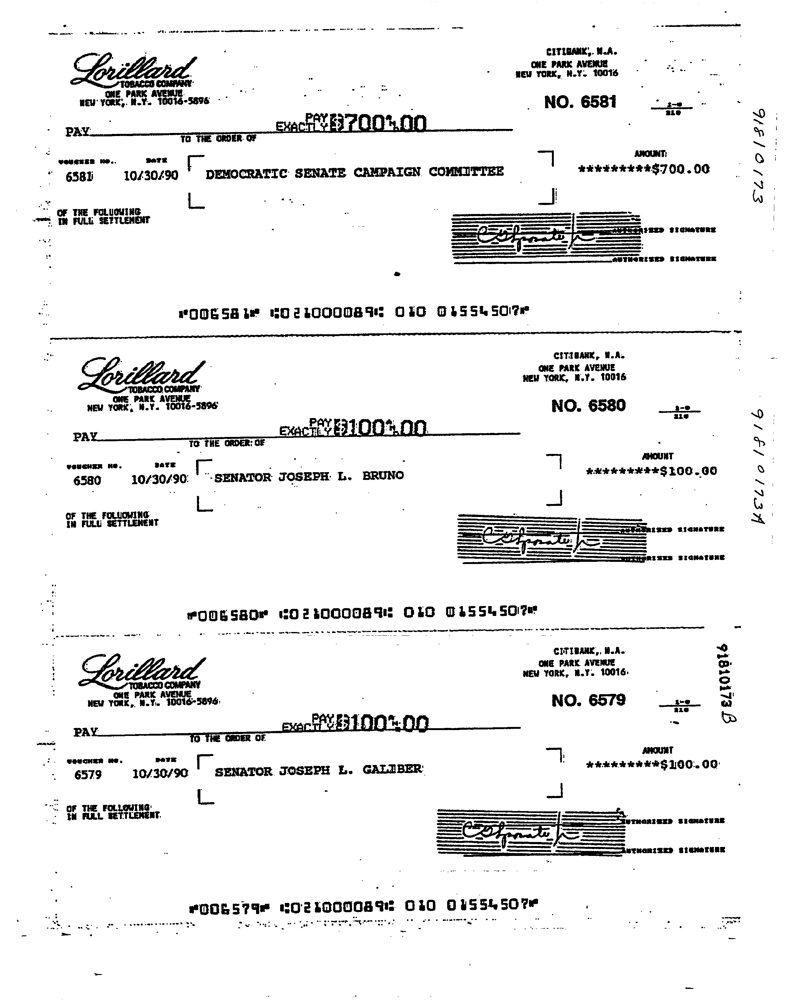 Lorillard
TOBACCO COMPANY
ONE PARK AVENUE
NEW YORK, N.Y. 10016-5896
CITIBANK, N.A.
ONE PARK AVENUE
NEW YORK, N.Y. 10016
NO. 6581
1-8
210
PAY
EXACTLY $700 00
TO THE ORDER OF
VOUCHER NO. DATE AMOUNT
6581 10/30/90 DEMOCRATIC SENATE CAMPAIGN COMMITTEE *********$700.00
OF THE FOLLOWING
IN FULL SETTLEMENT
AUTHORIZED SIGNATURE
AUTHORIZED SIGNATURE
⑈006581⑈ ⑆021000089⑆ 010 01554507⑈
91810173
Lorillard
TOBACCO COMPANY
ONE PARK AVENUE
NEW YORK, N.Y. 10016-5896
CITIBANK, N.A.
ONE PARK AVENUE
NEW YORK, N.Y. 10016
NO. 6580
1-8
210
PAY
EXACTLY $100 00
TO THE ORDER OF
VOUCHER NO. DATE AMOUNT
6580 10/30/90 SENATOR JOSEPH L. BRUNO *********$100.00
OF THE FOLLOWING
IN FULL SETTLEMENT
AUTHORIZED SIGNATURE
AUTHORIZED SIGNATURE
⑈006580⑈ ⑆021000089⑆ 010 01554507⑈
91810173A
Lorillard
TOBACCO COMPANY
ONE PARK AVENUE
NEW YORK, N.Y. 10016-5896
CITIBANK, N.A.
ONE PARK AVENUE
NEW YORK, N.Y. 10016
NO. 6579
1-8
210
PAY
EXACTLY $100 00
TO THE ORDER OF
VOUCHER NO. DATE AMOUNT
6579 10/30/90 SENATOR JOSEPH L. GALIBER *********$100.00
OF THE FOLLOWING
IN FULL SETTLEMENT
AUTHORIZED SIGNATURE
AUTHORIZED SIGNATURE
⑈006579⑈ ⑆021000089⑆ 010 01554507⑈
91810173 B